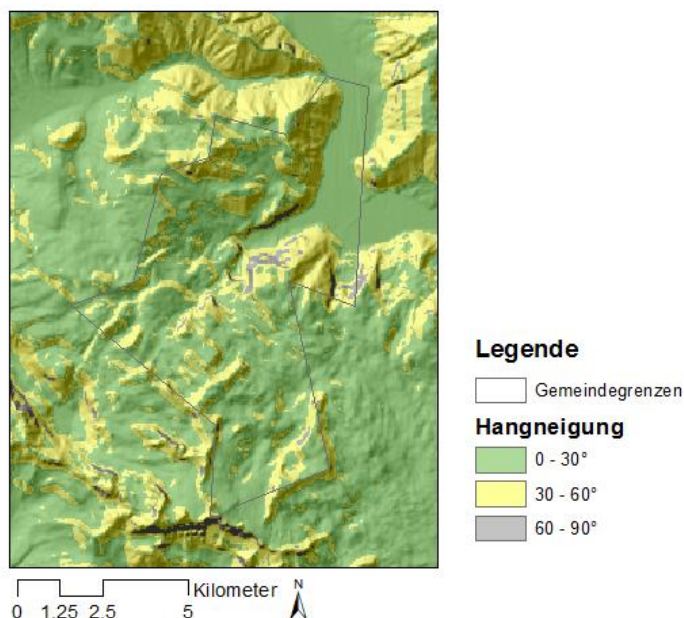 Legende
Gemeindegrenzen
Hangneigung
0 - 30°
30 - 60°
60 - 90°
Kilometer
N
0 1.25 2.5 5